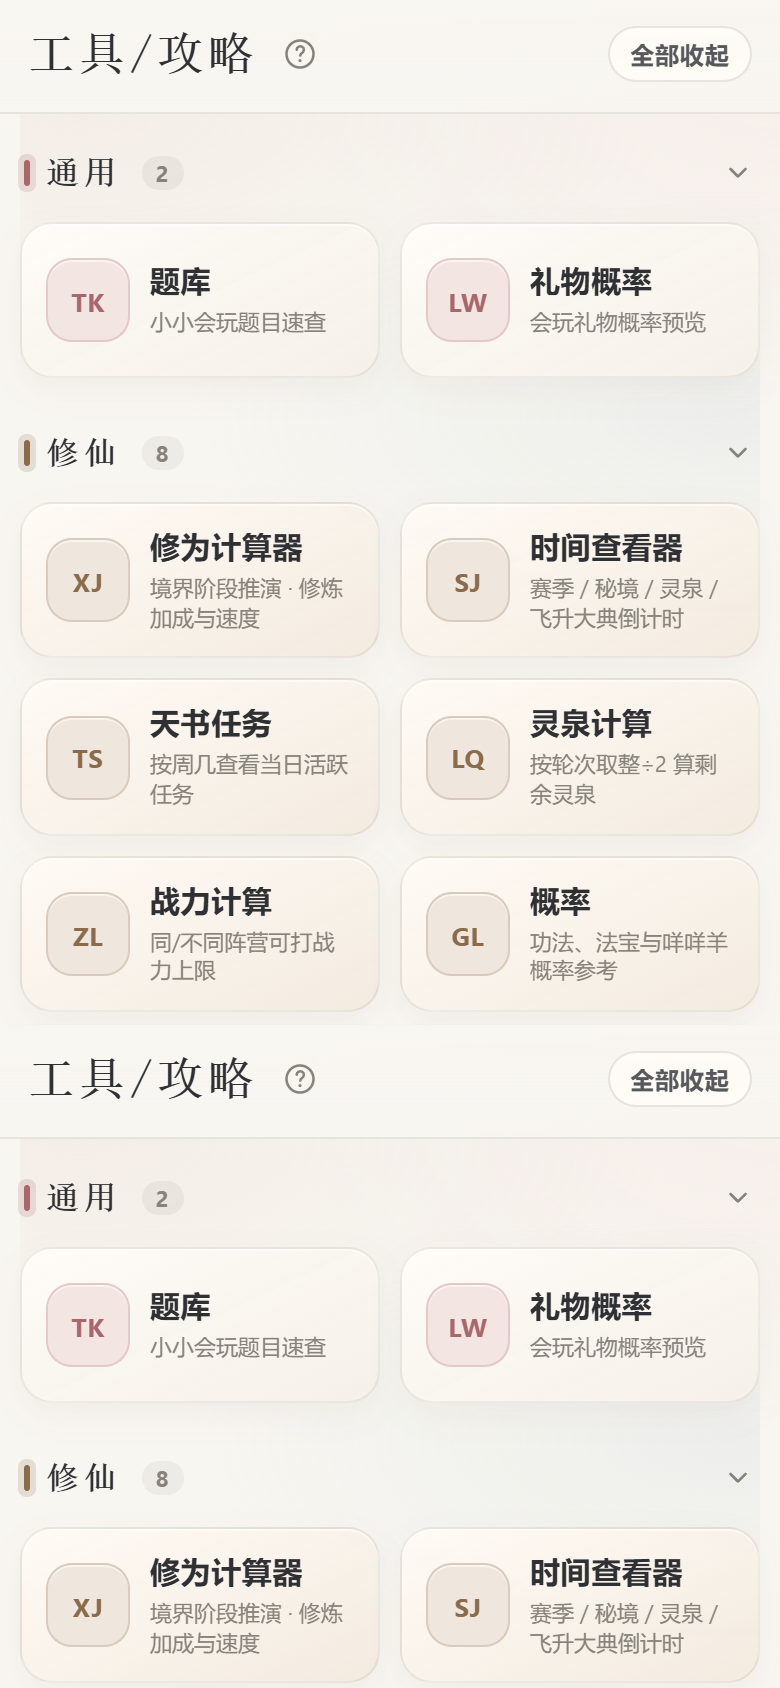 工具/攻略 ? 全部收起
通用 2
TK 题库
小小会玩题目速查
LW 礼物概率
会玩礼物概率预览
修仙 8
XJ 修为计算器
境界阶段推演 · 修炼
加成与速度
SJ 时间查看器
赛季 / 秘境 / 灵泉 /
飞升大典倒计时
TS 天书任务
按周几查看当日活跃
任务
LQ 灵泉计算
按轮次取整÷2 算剩
余灵泉
ZL 战力计算
同/不同阵营可打战
力上限
GL 概率
功法、法宝与咩咩羊
概率参考
工具/攻略 ? 全部收起
通用 2
TK 题库
小小会玩题目速查
LW 礼物概率
会玩礼物概率预览
修仙 8
XJ 修为计算器
境界阶段推演 · 修炼
加成与速度
SJ 时间查看器
赛季 / 秘境 / 灵泉 /
飞升大典倒计时